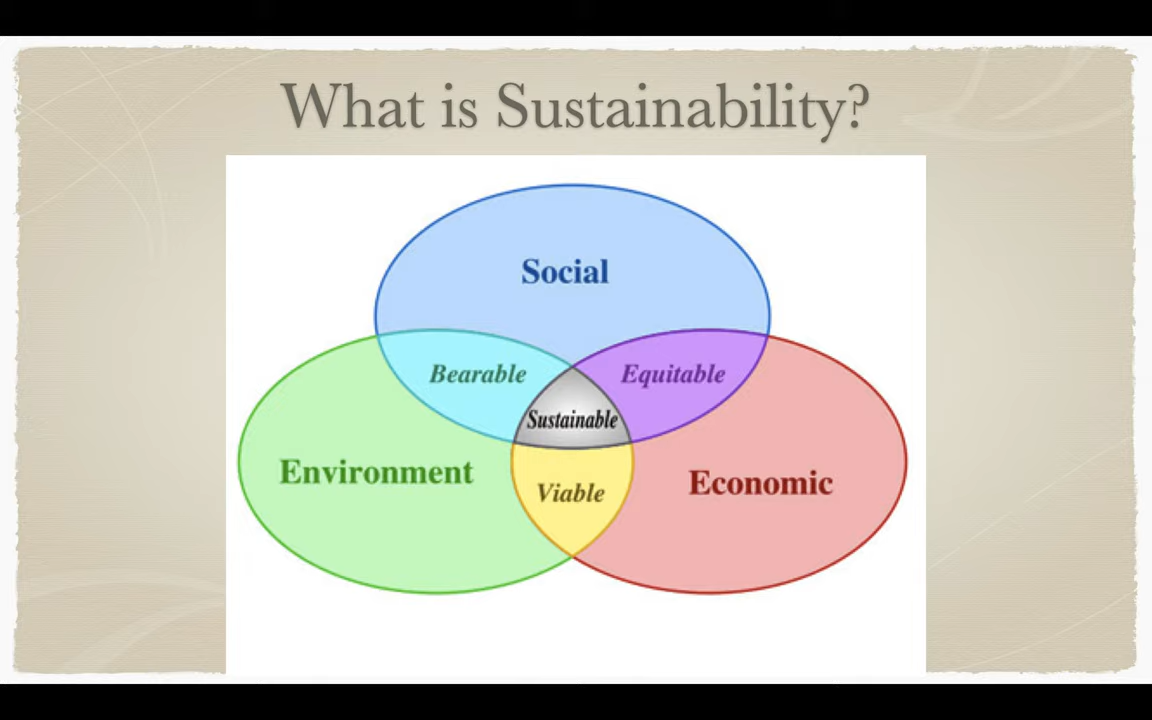 What is Sustainability?
Social
Bearable
Equitable
Sustainable
Environment
Economic
Viable